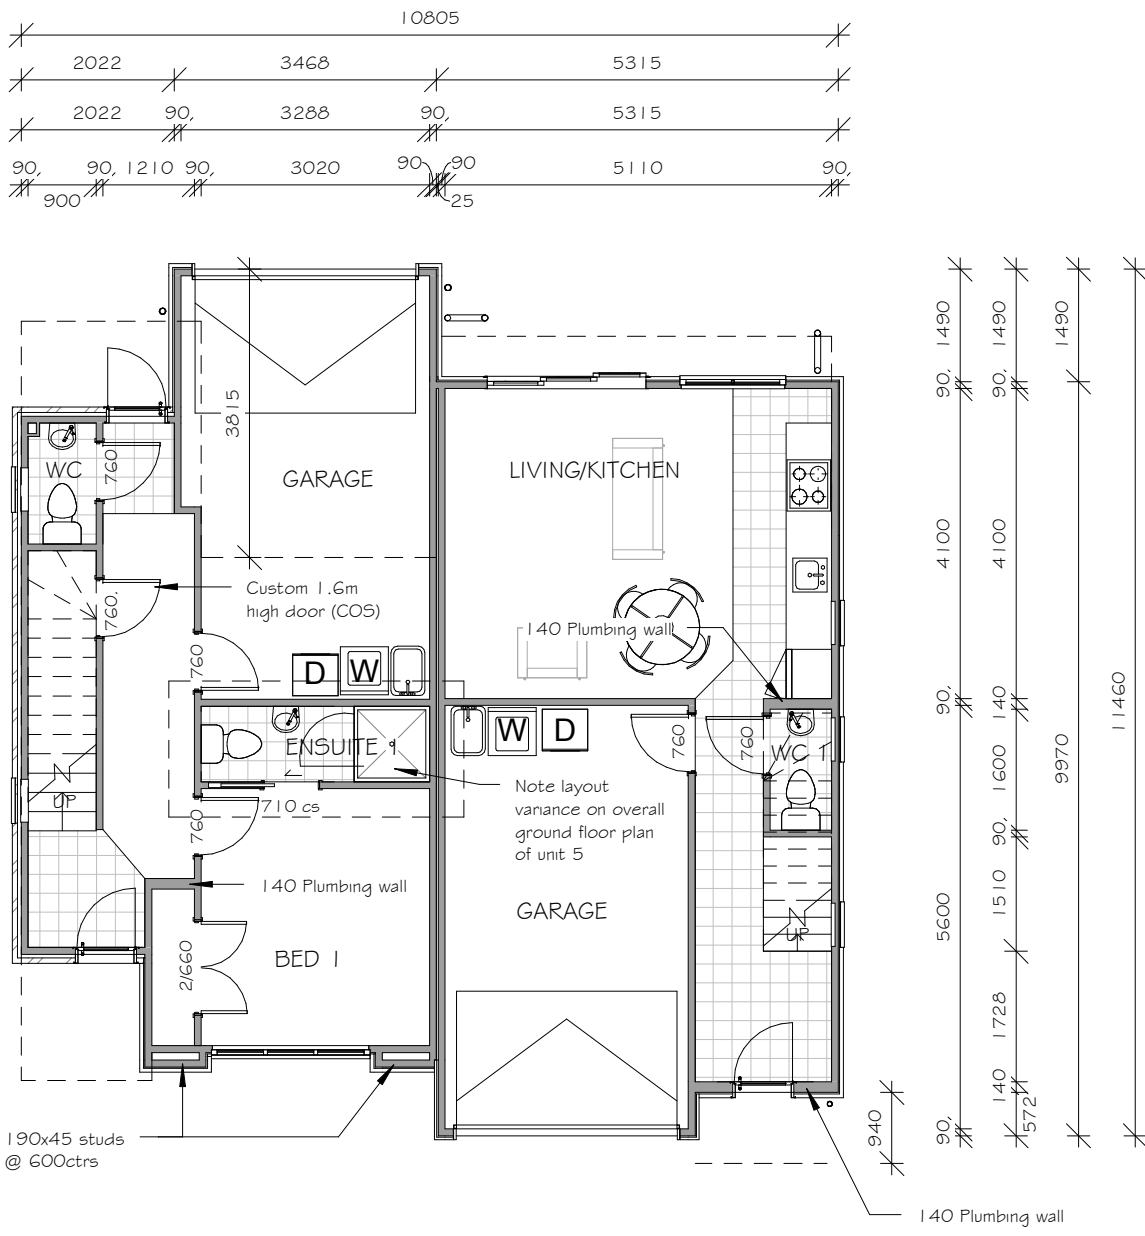 10805
2022 3468 5315
2022 90, 3288 90, 5315
90, 90, 1210 90, 3020 90 90 5110 90,
900 25
1490 1490 1490
90, 90,
3815
760
WC
GARAGE
LIVING/KITCHEN
4100 4100
Custom 1.6m
high door (COS)
760,
140 Plumbing wall
760
D W
90, 140
11460
W D
760 760
ENSUITE
WC 1
9970
1600
UP
710 cs
Note layout
variance on overall
ground floor plan
of unit 5
760
90,
140 Plumbing wall
1510
GARAGE
5600
UP
BED 1
2/660
1728
140
572
940
90,
190x45 studs
@ 600ctrs
140 Plumbing wall